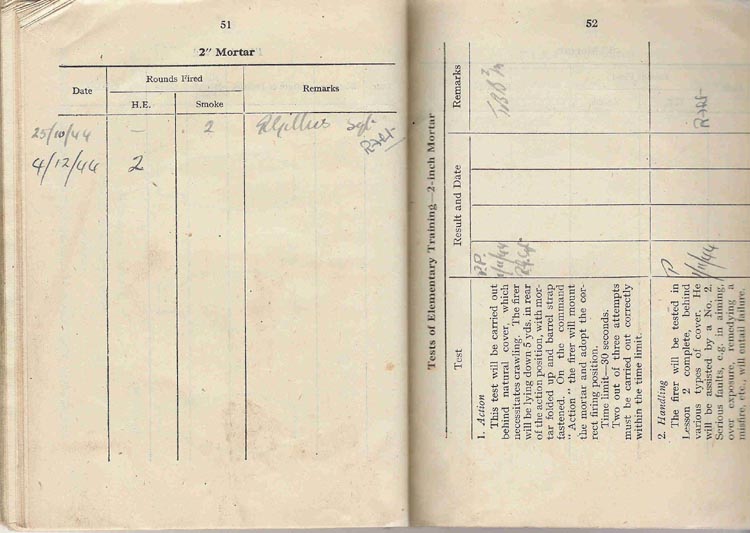 51
2" Mortar
Date
Rounds Fired
H.E.
Smoke
Remarks
25/10/44 — 2 Sgt
4/12/44 2
52
Tests of Elementary Training—2-inch Mortar
Test
Result and Date
Remarks
1. Action
This test will be carried out
behind natural cover, which
necessitates crawling. The firer
will be lying down 5 yds. in rear
of the action position, with mor-
tar folded up and barrel strap
fastened. On the command
" Action " the firer will mount
the mortar and adopt the cor-
rect firing position.
Time limit—30 seconds.
Two out of three attempts
must be carried out correctly
within the time limit.
2. Handling
The firer will be tested in
Lesson 2 complete, behind
various types of cover. He
will be assisted by a No. 2.
Serious faults, e.g. in aiming,
over exposure, remedying a
misfire, etc., will entail failure.
P